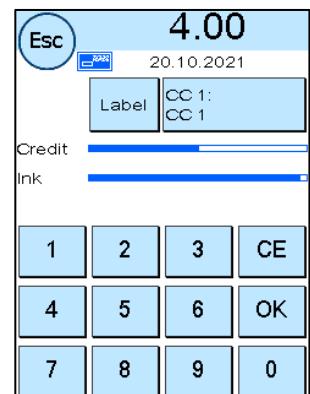 Esc
4.00
20.10.2021
Label
CC 1:
CC 1
Credit
Ink
1 2 3 CE
4 5 6 OK
7 8 9 0